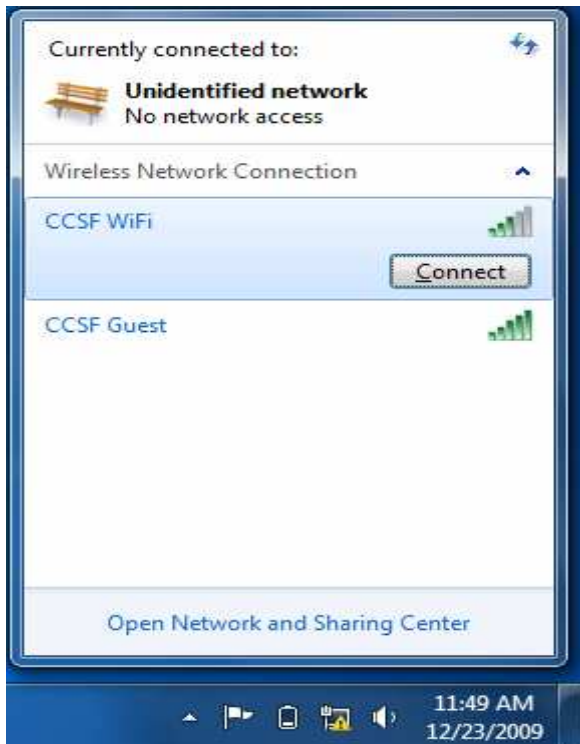 Currently connected to:
Unidentified network
No network access
Wireless Network Connection
CCSF WiFi
Connect
CCSF Guest
Open Network and Sharing Center
11:49 AM
12/23/2009